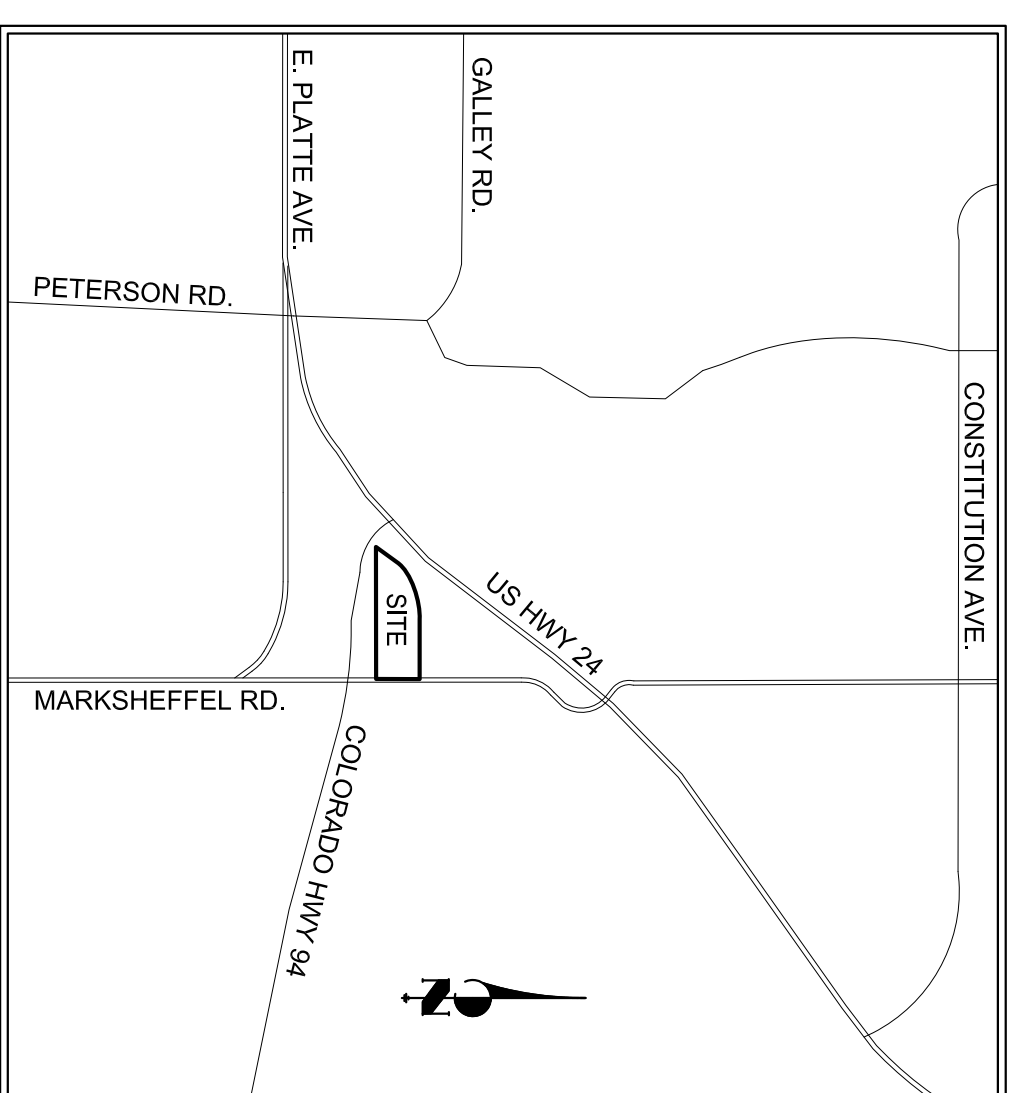 GALLEY RD.
E. PLATTE AVE.
PETERSON RD.
CONSTITUTION AVE.
US HWY 24
SITE
MARKSHEFFEL RD.
COLORADO HWY 94
N